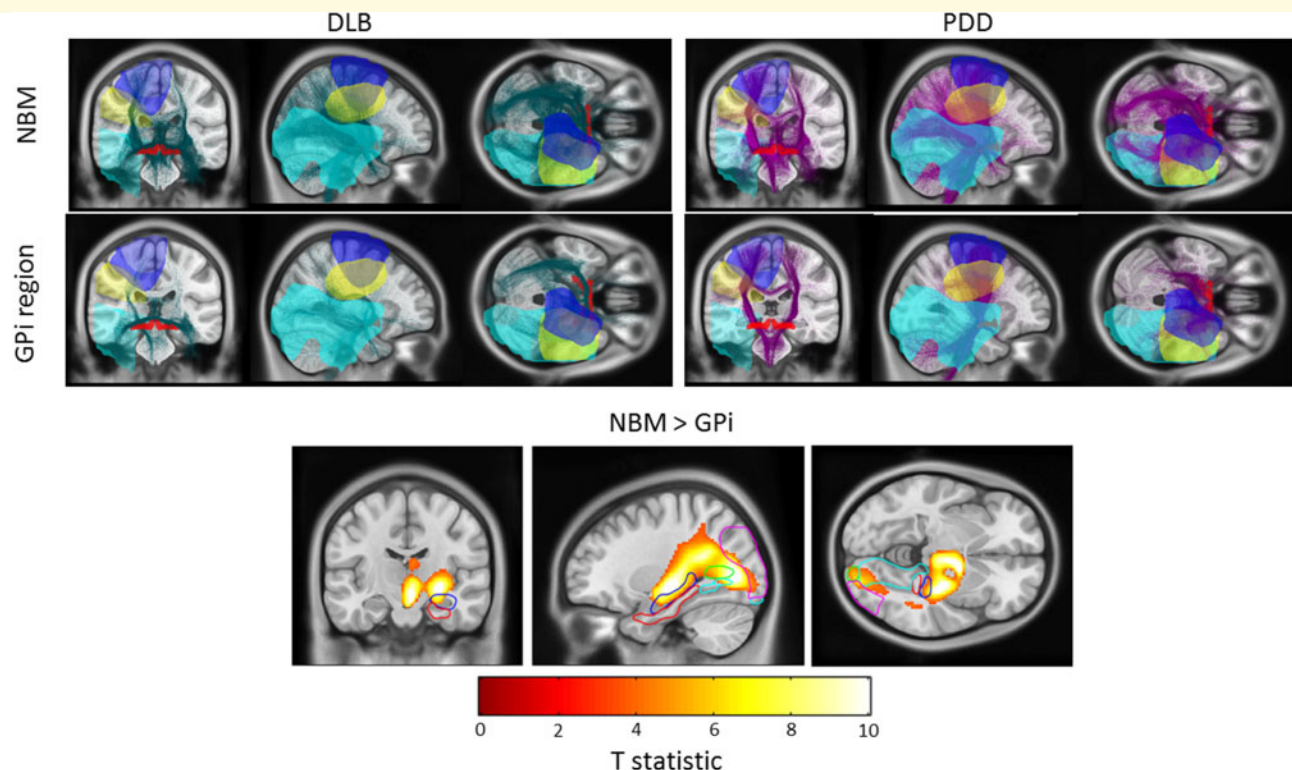 DLB
PDD
NBM
GPi region
NBM > GPi
0 2 4 6 8 10
T statistic